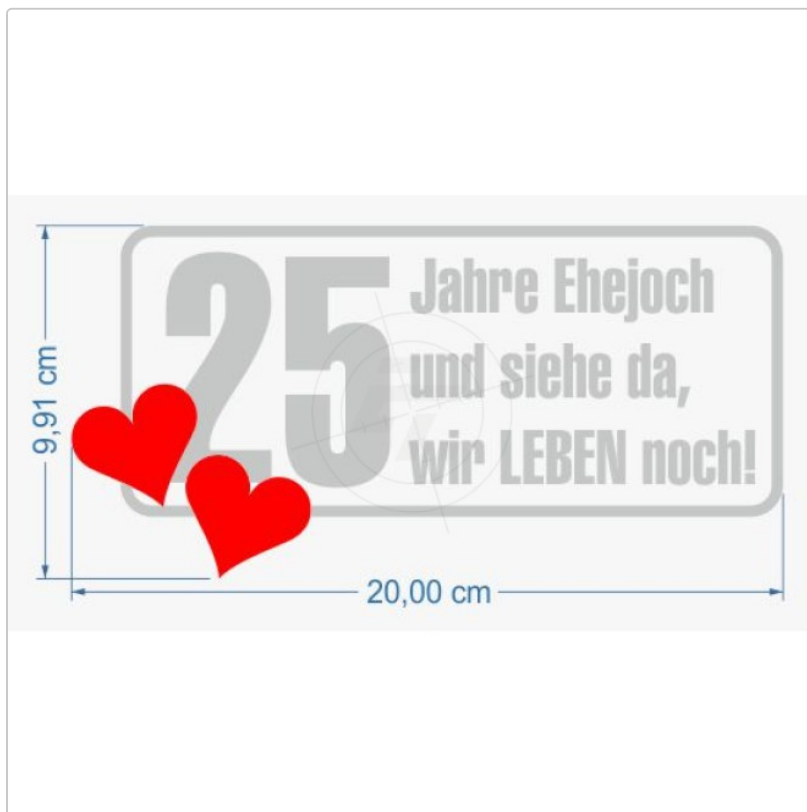 25
Jahre Ehejoch
und siehe da,
wir LEBEN noch!
9,91 cm
20,00 cm